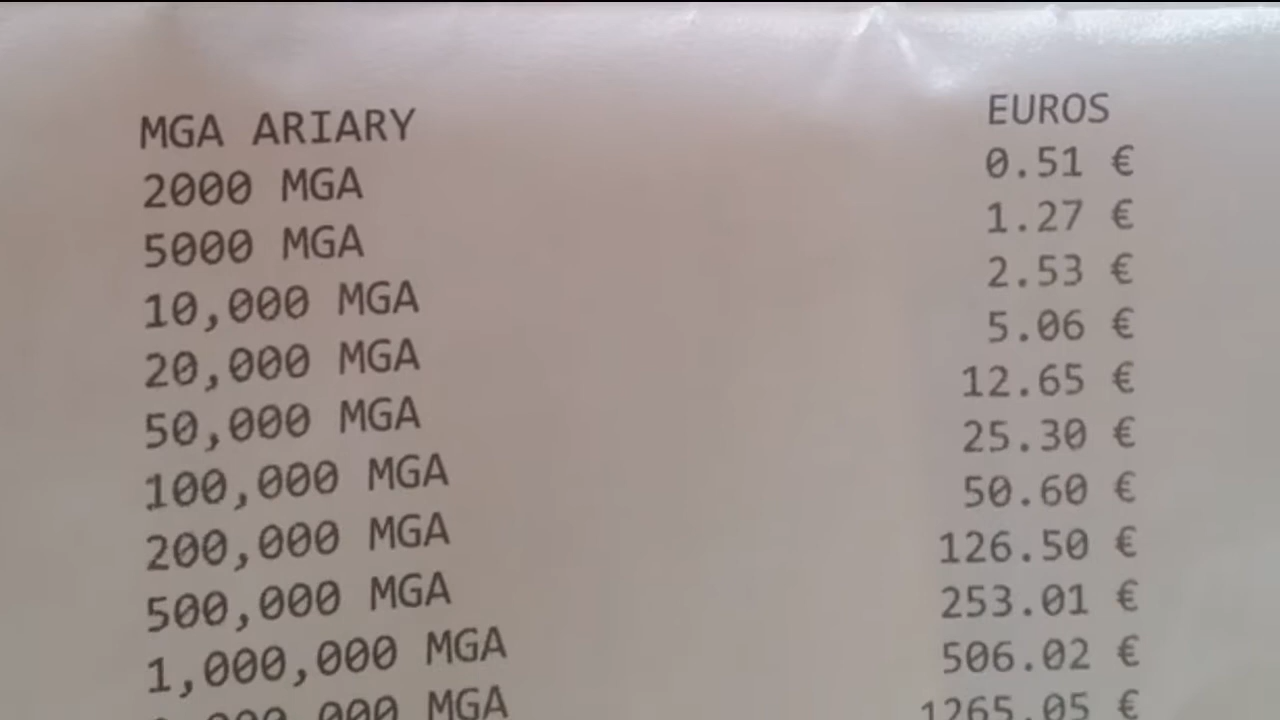 MGA ARIARY EUROS
2000 MGA 0.51 €
5000 MGA 1.27 €
10,000 MGA 2.53 €
20,000 MGA 5.06 €
50,000 MGA 12.65 €
100,000 MGA 25.30 €
200,000 MGA 50.60 €
500,000 MGA 126.50 €
1,000,000 MGA 253.01 €
MGA 506.02 €
1265.05 €